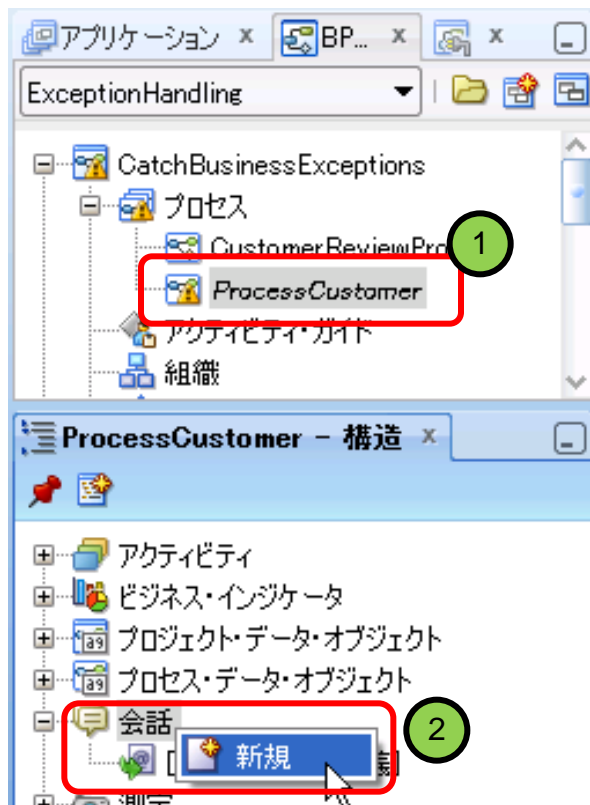 アプリケーション
BP...
ExceptionHandling
CatchBusinessExceptions
プロセス
CustomerReviewPro
1
ProcessCustomer
アクティビティ・ガイド
組織
ProcessCustomer - 構造
アクティビティ
ビジネス・インジケータ
プロジェクト・データ・オブジェクト
プロセス・データ・オブジェクト
会話
2
新規
測定